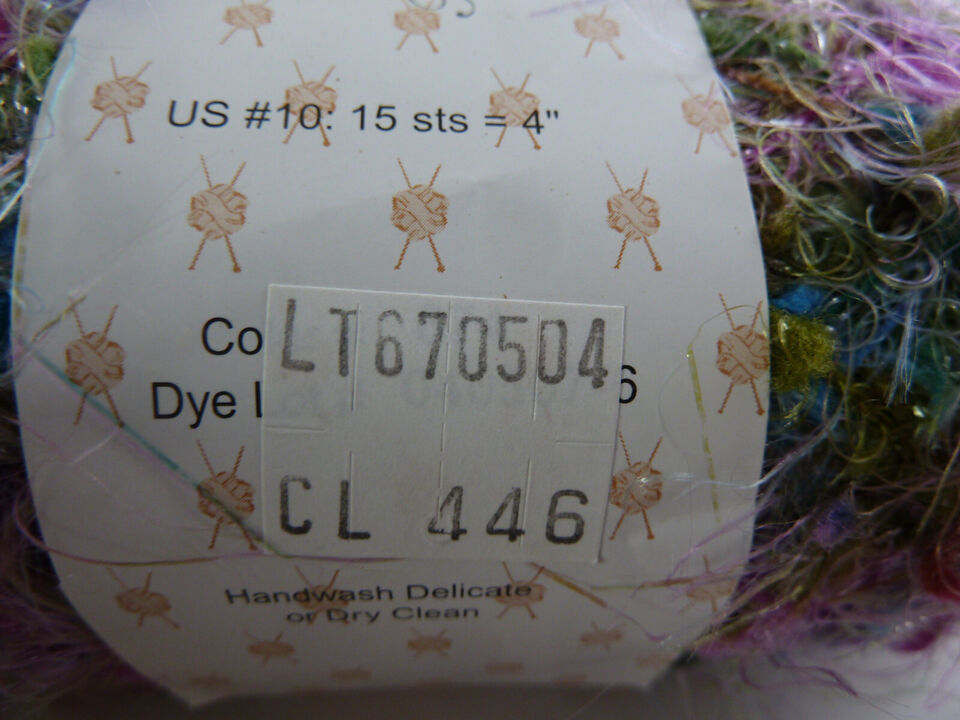 US #10: 15 sts = 4"
Co
LT670504
Dye L 6
CL 446
Handwash Delicate
or Dry Clean